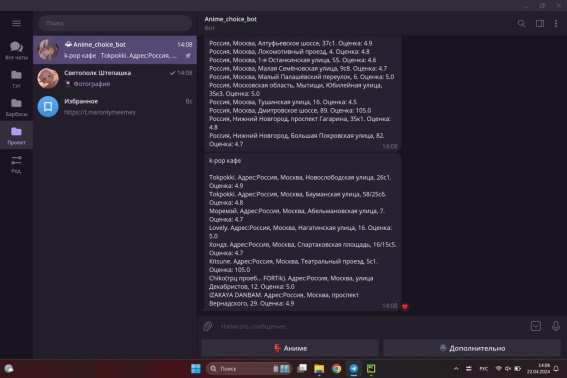 Поиск
Все чаты
Гэт
Барбосы
Проект
Ред.
Anime_choice_bot
14:08
k-pop кафе Tokpokki. Адрес:Россия, Москва, ...
Светополк Штепашка
14:08
Фотография
Избранное
Вс
https://t.me/onlymeemes
Anime_choice_bot
Бот
Россия, Москва, Алтуфьевское шоссе, 37с1. Оценка: 4.9
Россия, Москва, Локомотивный проезд, 4. Оценка: 4.8
Россия, Москва, 1-я Останкинская улица, 55. Оценка: 4.6
Россия, Москва, Малая Семёновская улица, 9с8. Оценка: 4.7
Россия, Москва, Малый Палашёвский переулок, 6. Оценка: 5.0
Россия, Московская область, Мытищи, Юбилейная улица,
35к3. Оценка: 5.0
Россия, Москва, Тушинская улица, 16. Оценка: 4.5
Россия, Москва, Дмитровское шоссе, 89. Оценка: 105.0
Россия, Нижний Новгород, проспект Гагарина, 35к1. Оценка:
4.8
Россия, Нижний Новгород, Большая Покровская улица, 82.
Оценка: 4.7
14:08
k-pop кафе
Tokpokki. Адрес:Россия, Москва, Новослободская улица, 26с1.
Оценка: 4.9
Tokpokki. Адрес:Россия, Москва, Бауманская улица, 58/25с6.
Оценка: 4.8
Моремэй. Адрес:Россия, Москва, Абельмановская улица, 7.
Оценка: 4.7
Lovely. Адрес:Россия, Москва, Нагатинская улица, 16. Оценка:
5.0
Хондэ. Адрес:Россия, Москва, Спартаковская площадь, 16/15с5.
Оценка: 4.7
Kitsune. Адрес:Россия, Москва, Театральный проезд, 5с1.
Оценка: 105.0
Chiko(трц проеб... FORTik). Адрес:Россия, Москва, улица
Декабристов, 12. Оценка: 5.0
IZAKAYA DANBAM. Адрес:Россия, Москва, проспект
Вернадского, 29. Оценка: 4.9
14:08
Написать сообщение...
Аниме
Дополнительно
Поиск
РУС
14:08
22.04.2024